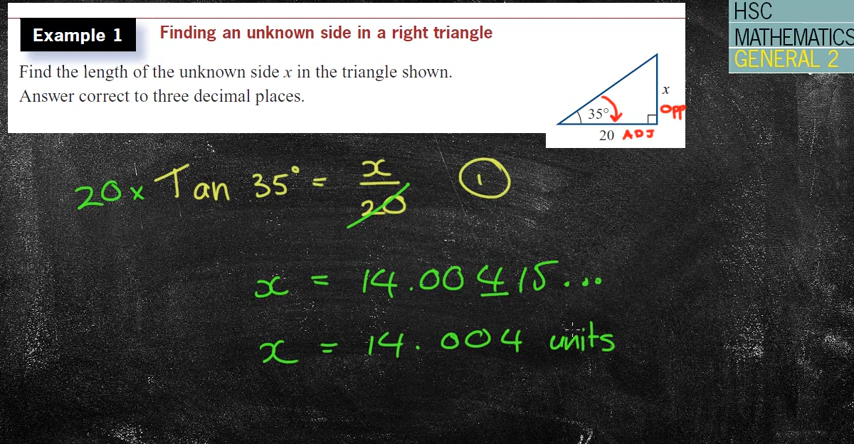 HSC
MATHEMATICS
GENERAL 2
Example 1 Finding an unknown side in a right triangle
Find the length of the unknown side x in the triangle shown.
Answer correct to three decimal places.
x
OPP
35°
20 ADJ
20 x Tan 35° = x/20 1
x = 14.00415...
x = 14.004 units